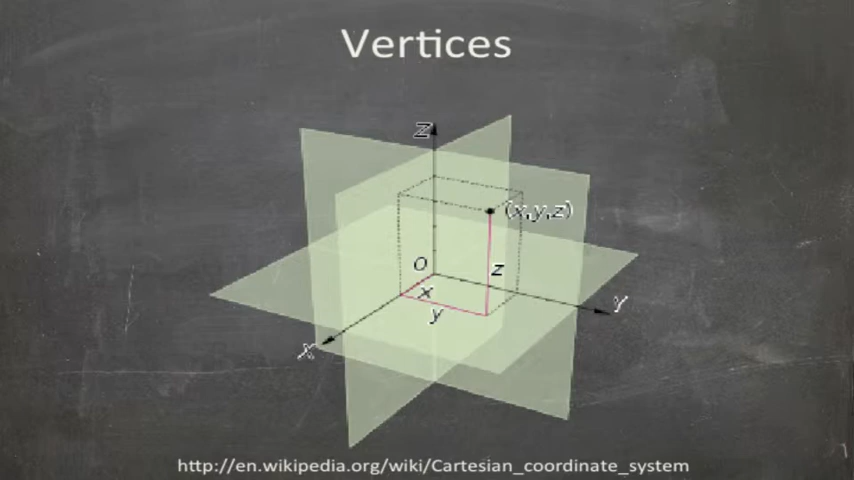 Vertices
Z
(x,y,z)
O
z
x
y
Y
X
http://en.wikipedia.org/wiki/Cartesian_coordinate_system